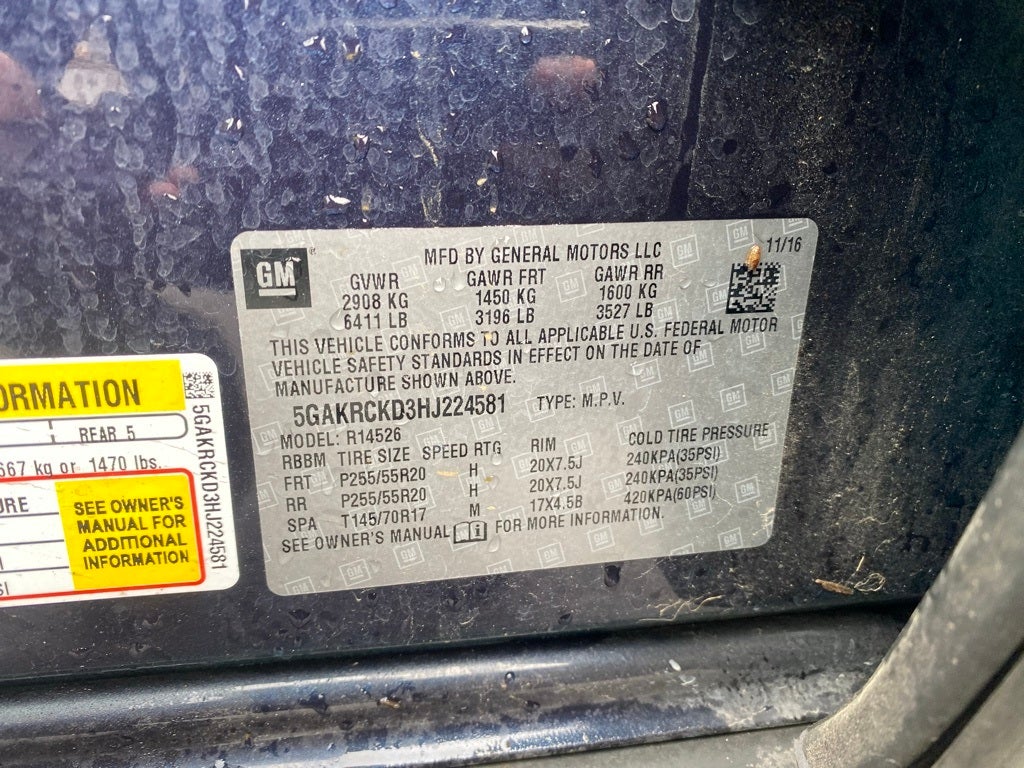 GM
MFD BY GENERAL MOTORS LLC 11/16
GVWR GAWR FRT GAWR RR
2908 KG 1450 KG 1600 KG
6411 LB 3196 LB 3527 LB
THIS VEHICLE CONFORMS TO ALL APPLICABLE U.S. FEDERAL MOTOR
VEHICLE SAFETY STANDARDS IN EFFECT ON THE DATE OF
MANUFACTURE SHOWN ABOVE.
5GAKRCKD3HJ224581 TYPE: M.P.V.
MODEL: R14526
RBBM TIRE SIZE SPEED RTG RIM COLD TIRE PRESSURE
FRT P255/55R20 H 20X7.5J 240KPA(35PSI)
RR P255/55R20 H 20X7.5J 240KPA(35PSI)
SPA T145/70R17 M 17X4.5B 420KPA(60PSI)
SEE OWNER'S MANUAL FOR MORE INFORMATION.
ORMATION
REAR 5
667 kg or 1470 lbs.
URE
SEE OWNER'S
MANUAL FOR
ADDITIONAL
INFORMATION
5GAKRCKD3HJ224581